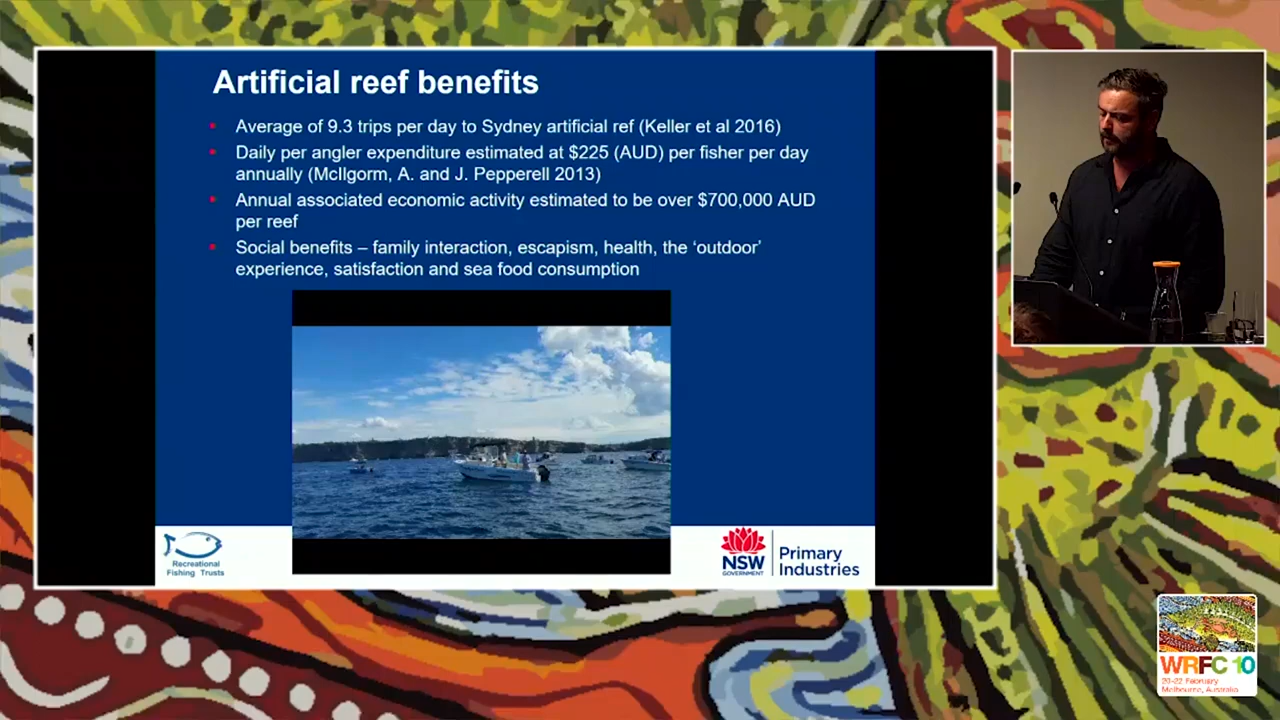 Artificial reef benefits
Average of 9.3 trips per day to Sydney artificial ref (Keller et al 2016)
Daily per angler expenditure estimated at $225 (AUD) per fisher per day
annually (McIlgorm, A. and J. Pepperell 2013)
Annual associated economic activity estimated to be over $700,000 AUD
per reef
Social benefits – family interaction, escapism, health, the ‘outdoor’
experience, satisfaction and sea food consumption
Recreational
Fishing Trusts
NSW
GOVERNMENT
Primary
Industries
WRFC 10
20-22 February
Melbourne, Australia